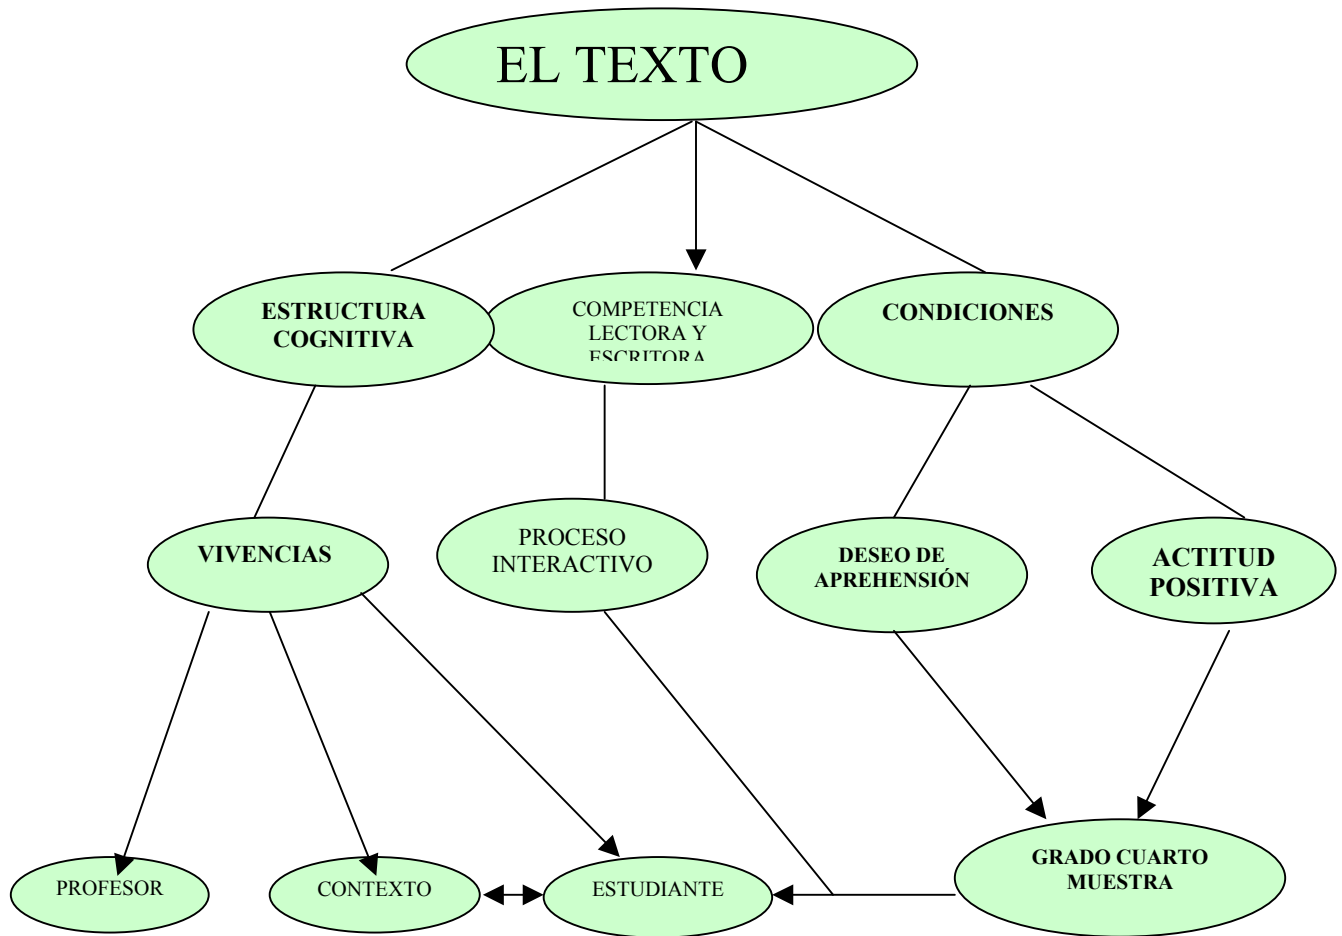 EL TEXTO
ESTRUCTURA
COGNITIVA
COMPETENCIA
LECTORA Y
ESCRITORA
CONDICIONES
VIVENCIAS
PROCESO
INTERACTIVO
DESEO DE
APREHENSIÓN
ACTITUD
POSITIVA
PROFESOR
CONTEXTO
ESTUDIANTE
GRADO CUARTO
MUESTRA